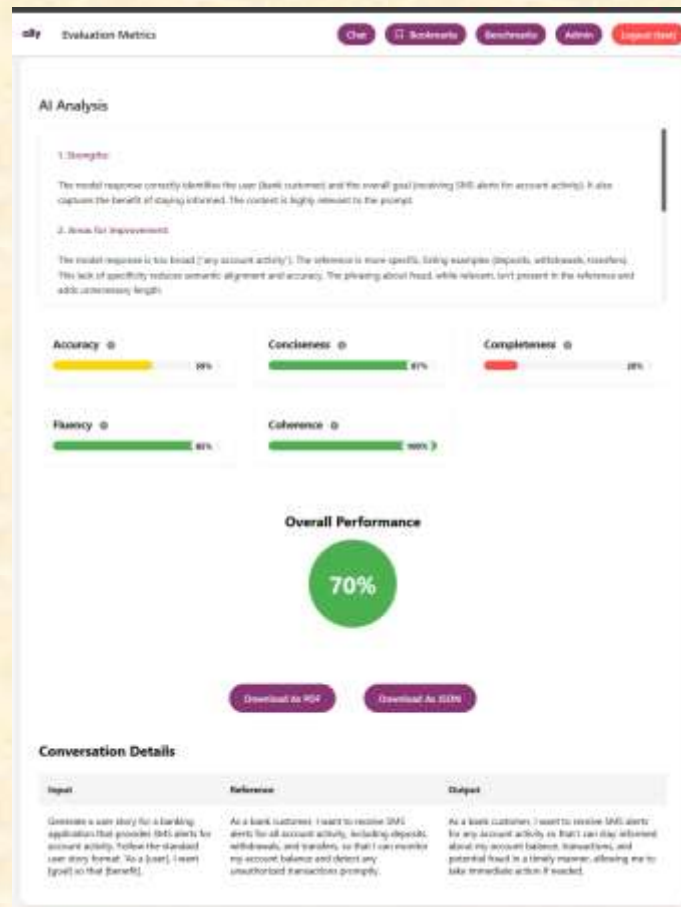 ally Evaluation Metrics Chat Bookmarks Benchmarks Admin Logout (test)
AI Analysis
1. Strengths:
The model response correctly identifies the user (bank customer) and the overall goal (receiving SMS alerts for account activity). It also
captures the benefit of staying informed. The content is highly relevant to the prompt.
2. Areas for Improvement:
The model response is too broad ("any account activity"). The reference is more specific, listing examples (deposits, withdrawals, transfers).
This lack of specificity reduces semantic alignment and accuracy. The phrasing about fraud, while relevant, isn't present in the reference and
adds unnecessary length.
Accuracy Conciseness Completeness
Fluency Coherence
100%
Overall Performance
70%
Download As PDF Download As JSON
Conversation Details
Input Reference Output
Generate a user story for a banking
application that provides SMS alerts for
account activity. Follow the standard
user story format: 'As a [user], I want
[goal] so that [benefit].
As a bank customer, I want to receive SMS
alerts for all account activity, including deposits,
withdrawals, and transfers, so that I can monitor
my account balance and detect any
unauthorized transactions promptly.
As a bank customer, I want to receive SMS alerts
for any account activity so that I can stay informed
about my account balance, transactions, and
potential fraud in a timely manner, allowing me to
take immediate action if needed.